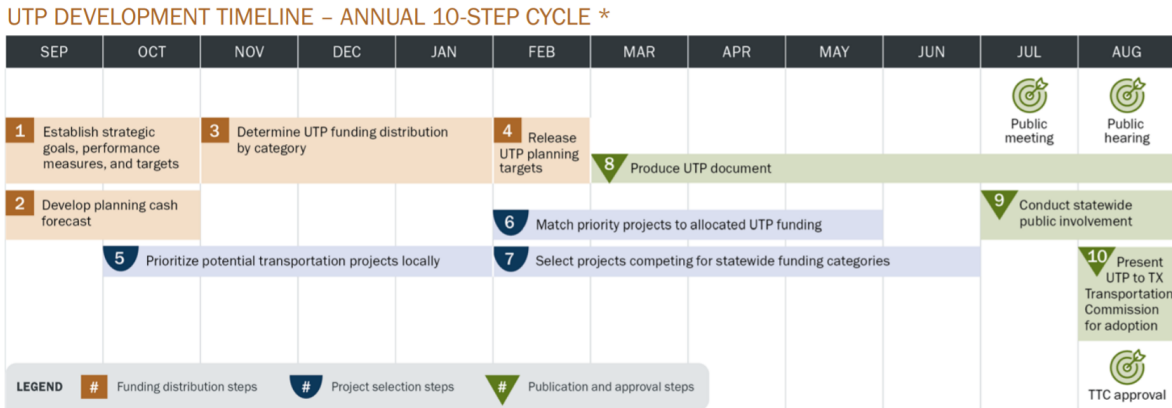 UTP DEVELOPMENT TIMELINE – ANNUAL 10-STEP CYCLE *
SEP OCT NOV DEC JAN FEB MAR APR MAY JUN JUL AUG
Public
meeting
Public
hearing
1 Establish strategic
goals, performance
measures, and targets
3 Determine UTP funding distribution
by category
4 Release
UTP planning
targets
8 Produce UTP document
2 Develop planning cash
forecast
6 Match priority projects to allocated UTP funding
9 Conduct statewide
public involvement
5 Prioritize potential transportation projects locally
7 Select projects competing for statewide funding categories
10 Present
UTP to TX
Transportation
Commission
for adoption
TTC approval
LEGEND # Funding distribution steps # Project selection steps # Publication and approval steps